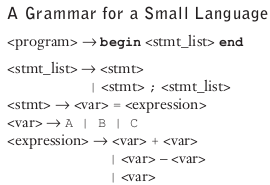 A Grammar for a Small Language
<program> → begin <stmt_list> end
<stmt_list> → <stmt>
| <stmt> ; <stmt_list>
<stmt> → <var> = <expression>
<var> → A | B | C
<expression> → <var> + <var>
| <var> − <var>
| <var>